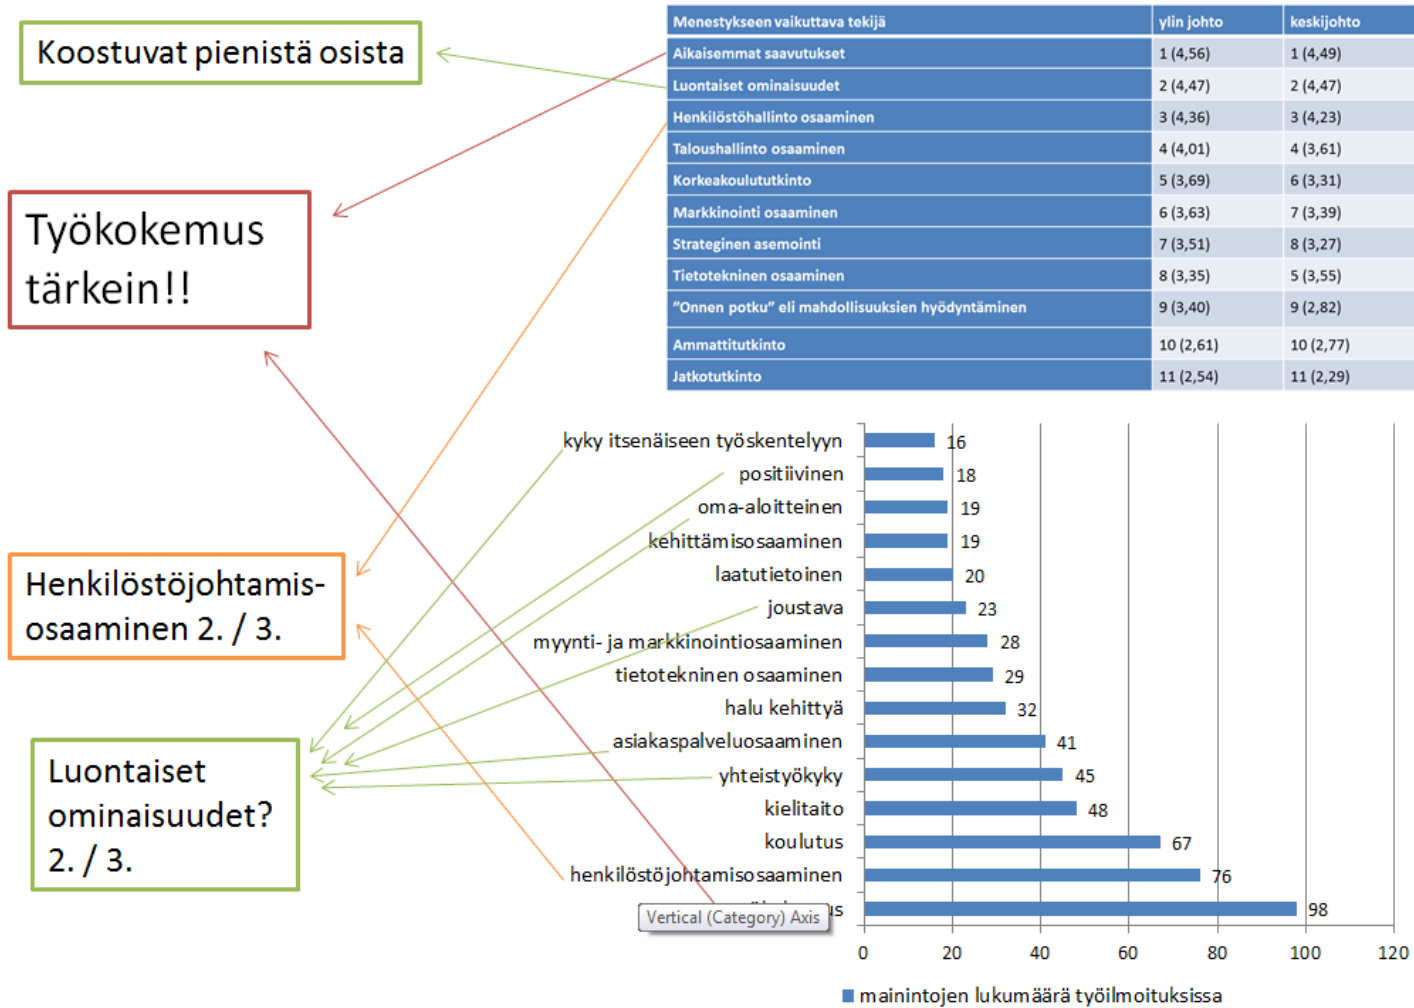 Koostuvat pienistä osista
Työkokemus
tärkein!!
Henkilöstöjohtamis-
osaaminen 2. / 3.
Luontaiset
ominaisuudet?
2. / 3.
Menestykseen vaikuttava tekijä ylin johto keskijohto
Aikaisemmat saavutukset 1 (4,56) 1 (4,49)
Luontaiset ominaisuudet 2 (4,47) 2 (4,47)
Henkilöstöhallinto osaaminen 3 (4,36) 3 (4,23)
Taloushallinto osaaminen 4 (4,01) 4 (3,61)
Korkeakoulututkinto 5 (3,69) 6 (3,31)
Markkinointi osaaminen 6 (3,63) 7 (3,39)
Strateginen asemointi 7 (3,51) 8 (3,27)
Tietotekninen osaaminen 8 (3,35) 5 (3,55)
”Onnen potku” eli mahdollisuuksien hyödyntäminen 9 (3,40) 9 (2,82)
Ammattitutkinto 10 (2,61) 10 (2,77)
Jatkotutkinto 11 (2,54) 11 (2,29)
kyky itsenäiseen työskentelyyn 16
positiivinen 18
oma-aloitteinen 19
kehittämisosaaminen 19
laatutietoinen 20
joustava 23
myynti- ja markkinointiosaaminen 28
tietotekninen osaaminen 29
halu kehittyä 32
asiakaspalveluosaaminen 41
yhteistyökyky 45
kielitaito 48
koulutus 67
henkilöstöjohtamisosaaminen 76
Vertical (Category) Axis 98
0 20 40 60 80 100 120
mainintojen lukumäärä työilmoituksissa